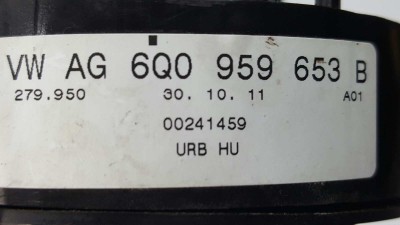 VW AG 6Q0 959 653 B
279.950 30. 10. 11 A01
00241459
URB HU